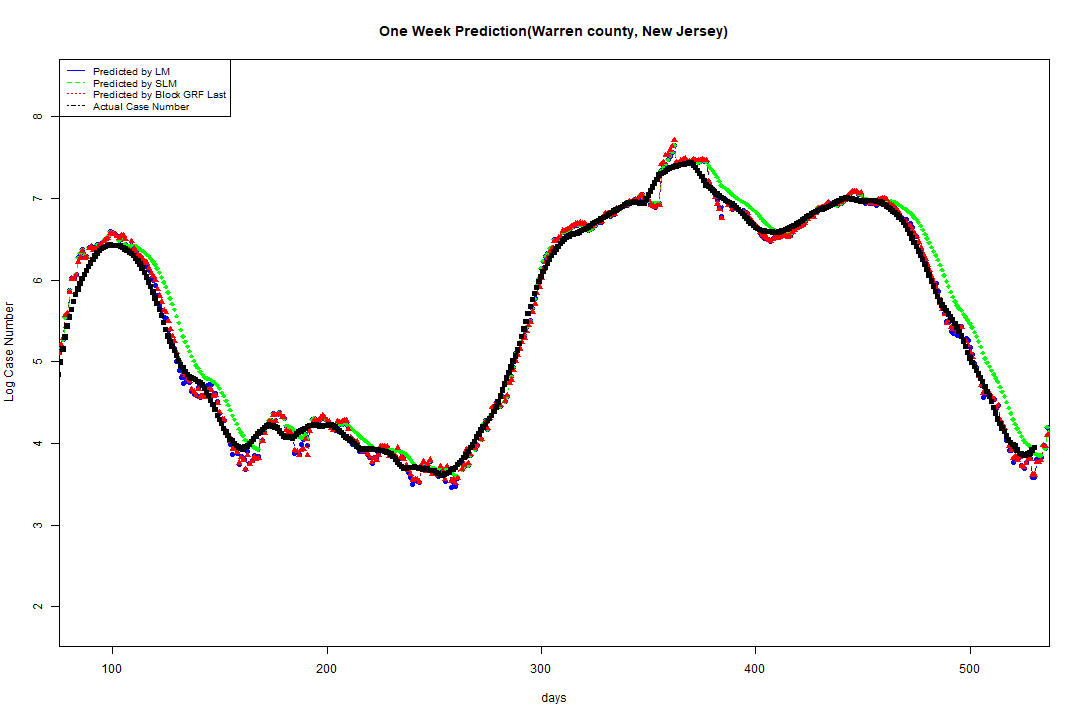 One Week Prediction(Warren county, New Jersey)
Predicted by LM
Predicted by SLM
Predicted by Block GRF Last
Actual Case Number
8
7
6
5
4
3
2
Log Case Number
100 200 300 400 500
days